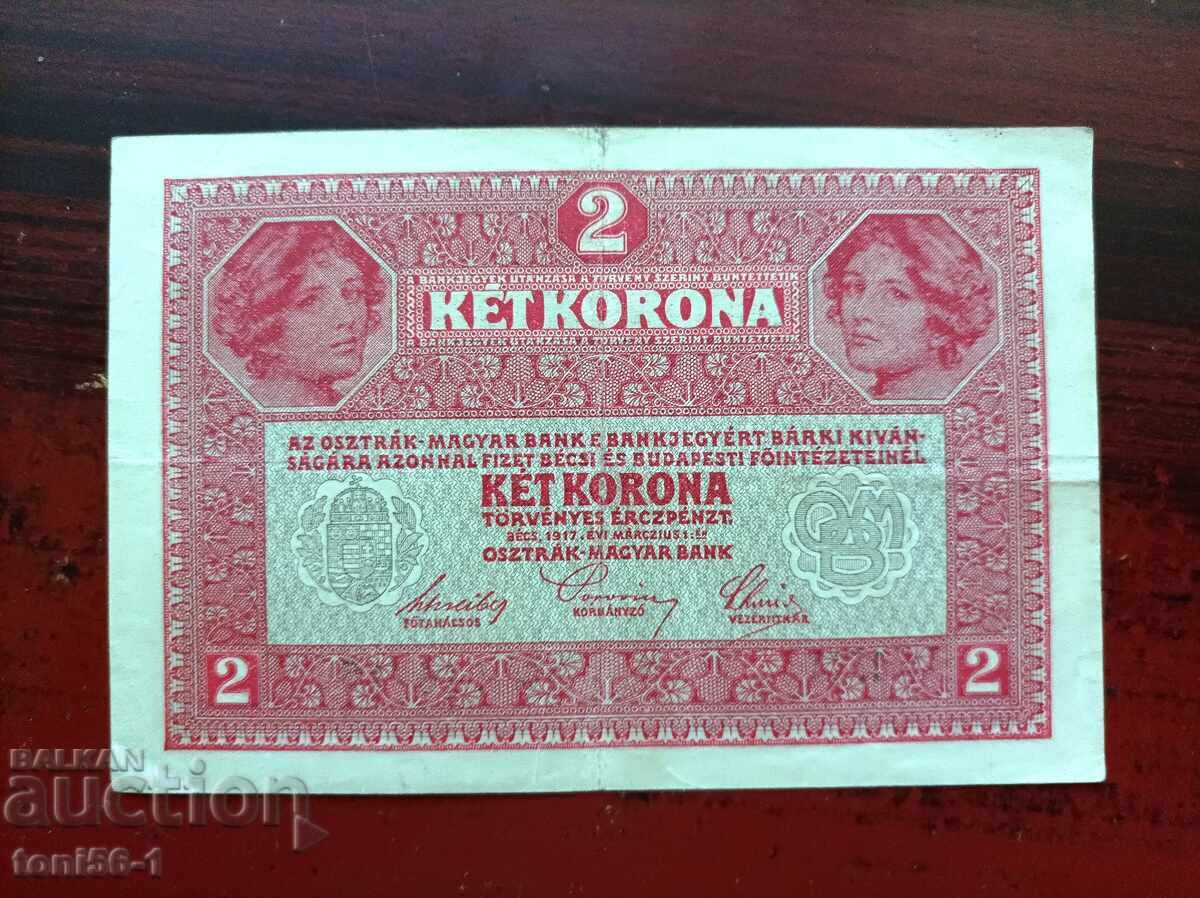 2
A BANKJEGYEK UTÁNZÁSA A TÖRVÉNY SZERINT BÜNTETTETIK
KÉT KORONA
A BANKJEGYEK UTÁNZÁSA A TÖRVÉNY SZERINT BÜNTETTETIK
AZ OSZTRÁK-MAGYAR BANK E BANKJEGYÉRT BÁRKI KIVÁN-
SÁGÁRA AZONNAL FIZET BÉCSI ÉS BUDAPESTI FŐINTÉZETEINÉL
KÉT KORONA
TÖRVÉNYES ÉRCZPÉNZT.
BÉCS, 1917. ÉVI MÁRCZIUS 1.ÉN
OSZTRÁK-MAGYAR BANK
FŐTANÁCSOS
KORMÁNYZÓ
VEZÉRTITKÁR
2
2
BALKAN
auction
toni56-1